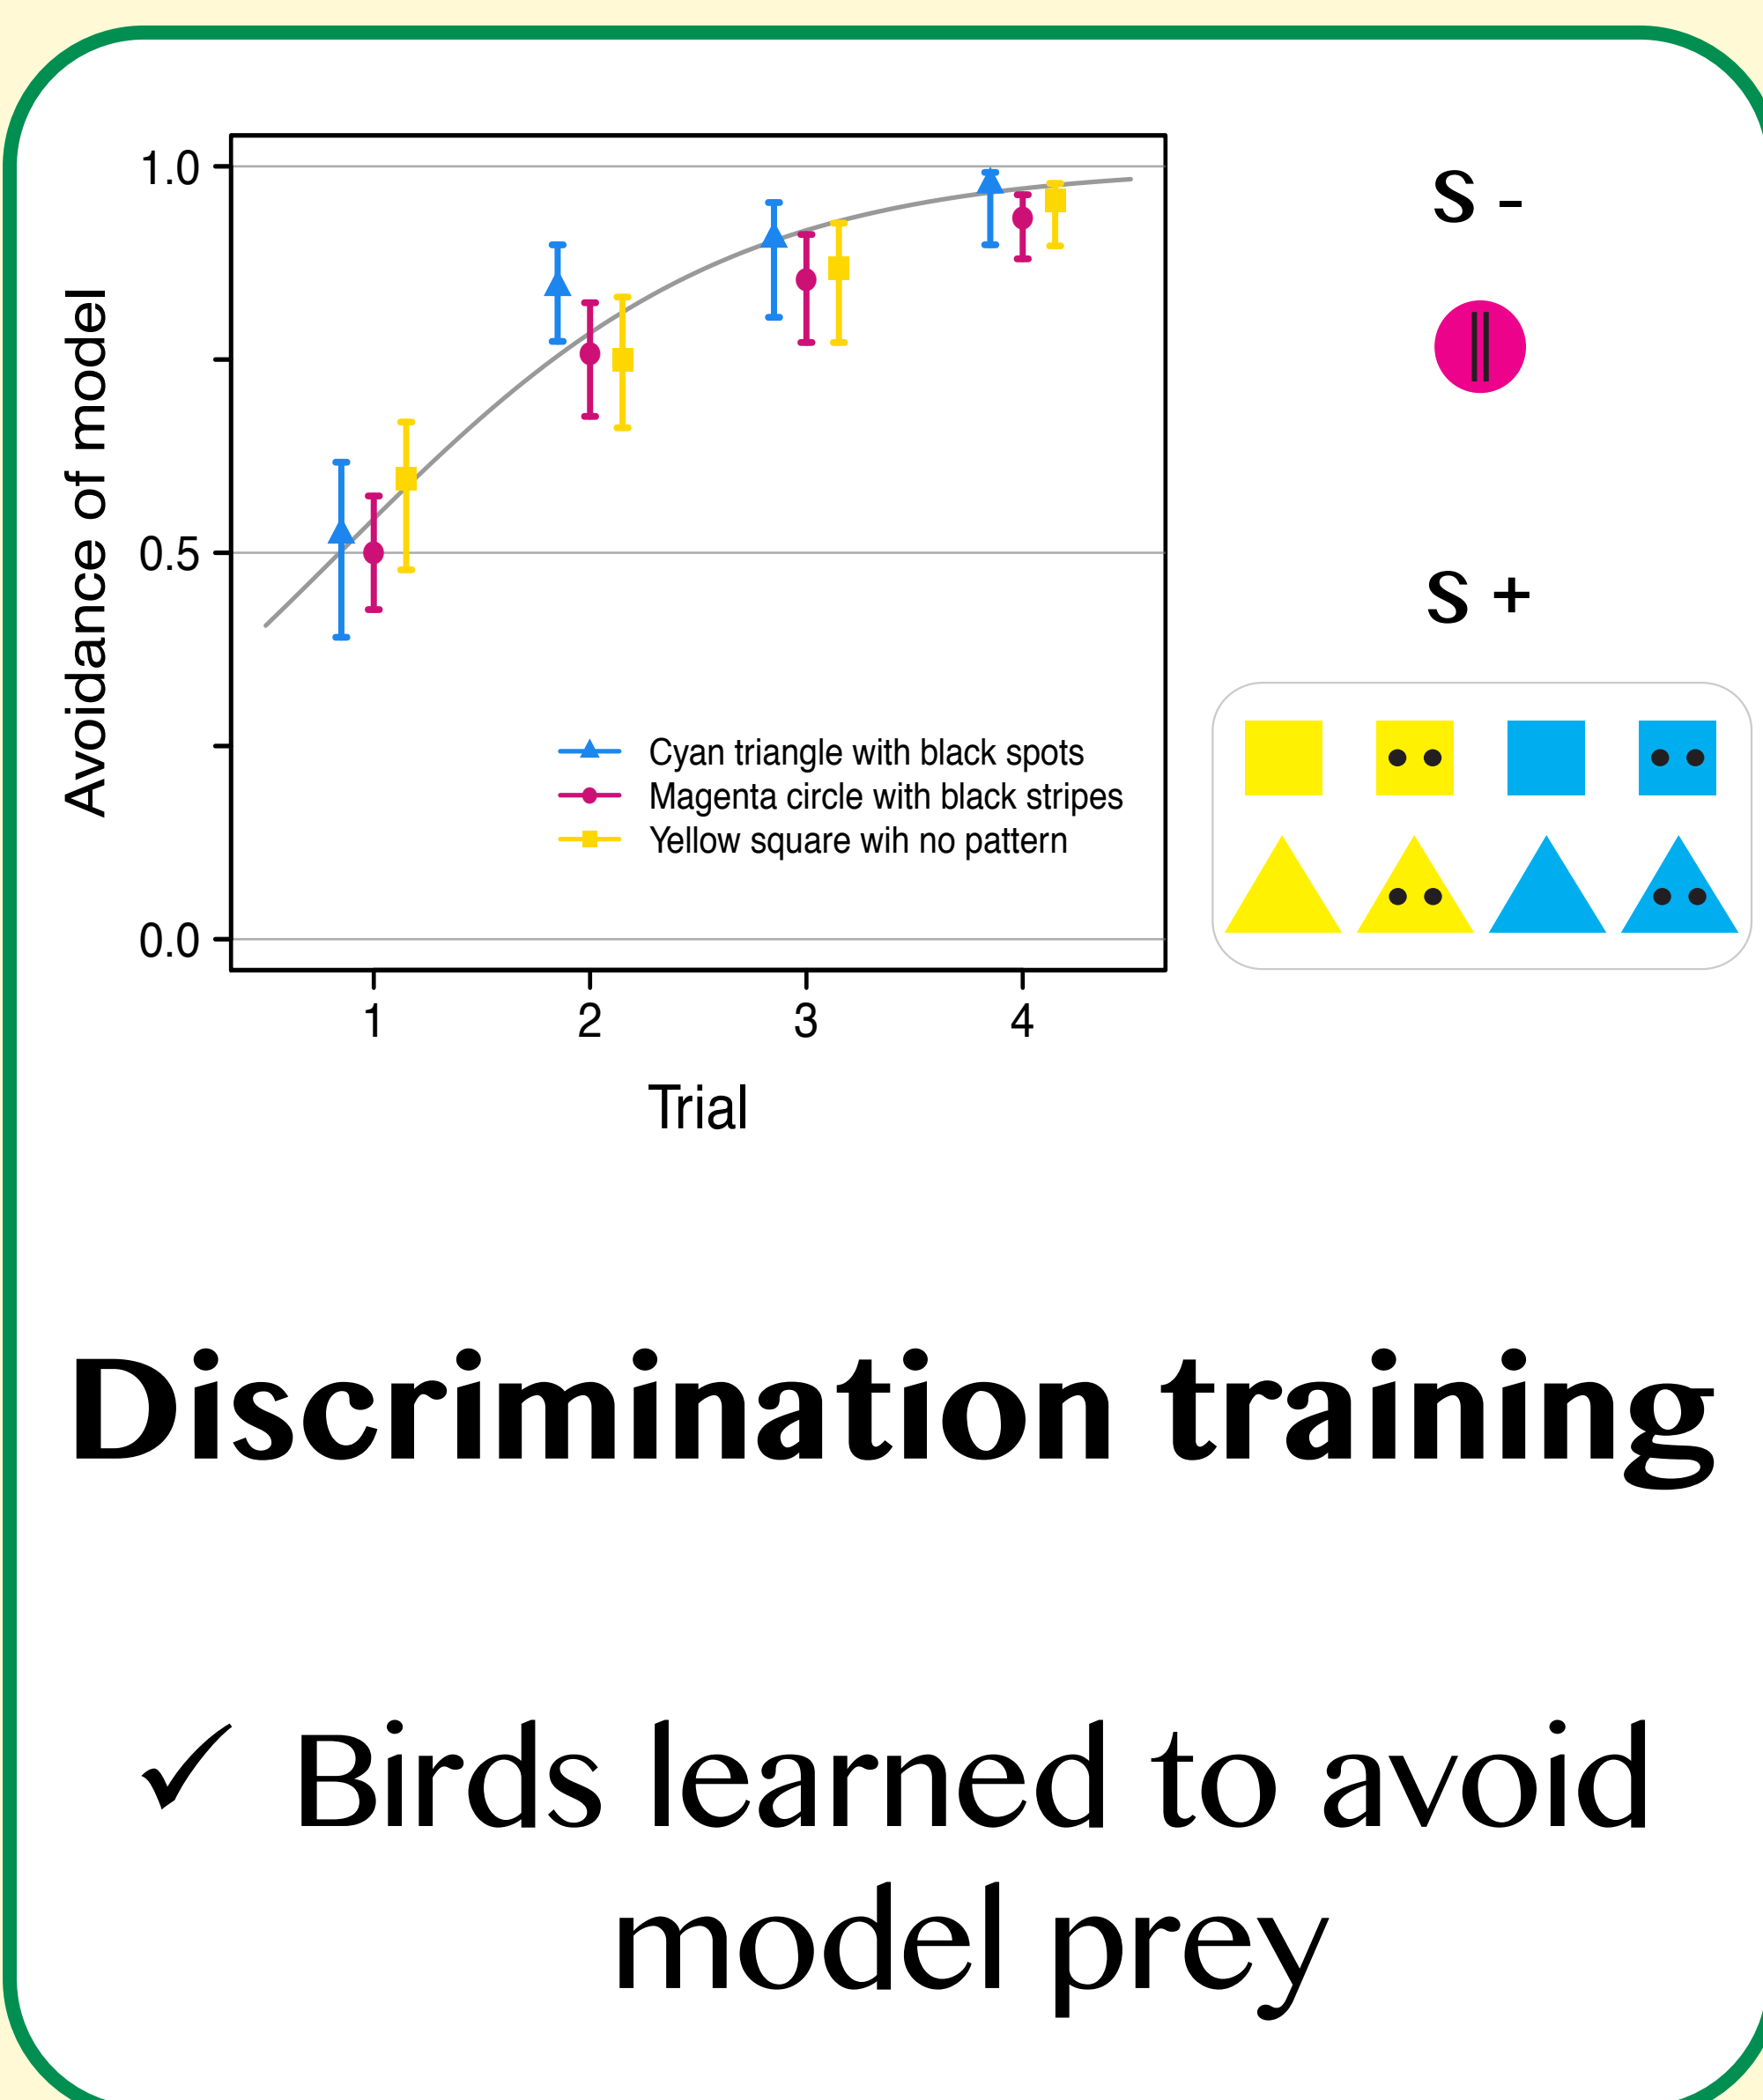 1.0
0.5
0.0
Avoidance of model
1 2 3 4
Trial
Cyan triangle with black spots
Magenta circle with black stripes
Yellow square wih no pattern
S -
S +
Discrimination training
✓ Birds learned to avoid
model prey